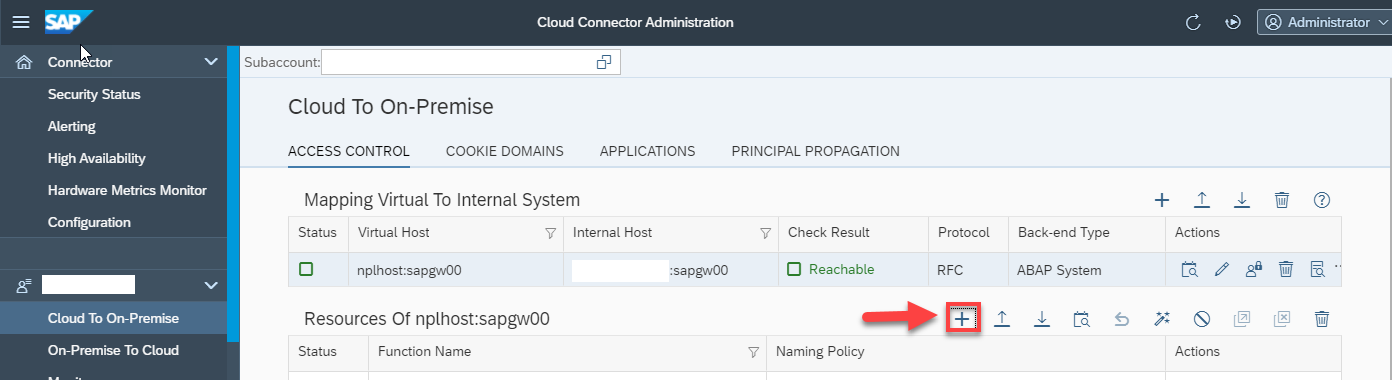 SAP Cloud Connector Administration Administrator
Connector
Subaccount:
Security Status
Alerting
High Availability
Hardware Metrics Monitor
Configuration
Cloud To On-Premise
On-Premise To Cloud
Cloud To On-Premise
ACCESS CONTROL COOKIE DOMAINS APPLICATIONS PRINCIPAL PROPAGATION
Mapping Virtual To Internal System
Status Virtual Host Internal Host Check Result Protocol Back-end Type Actions
nplhost:sapgw00 :sapgw00 Reachable RFC ABAP System
Resources Of nplhost:sapgw00
Status Function Name Naming Policy Actions